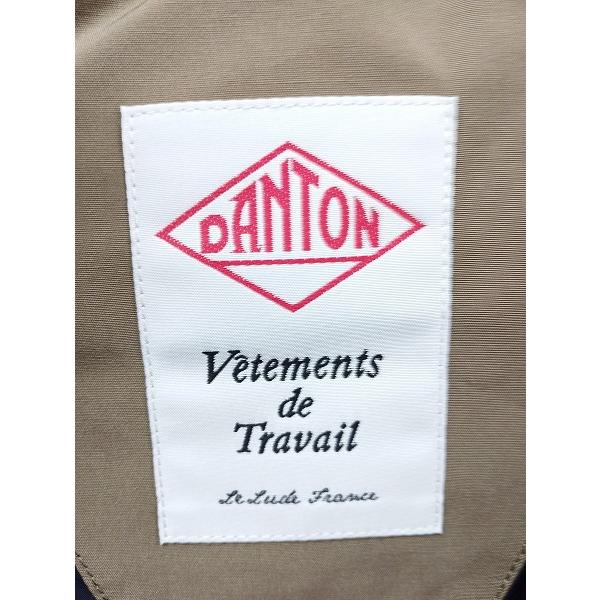 DANTON
Vêtements
de
Travail
Le Lude France